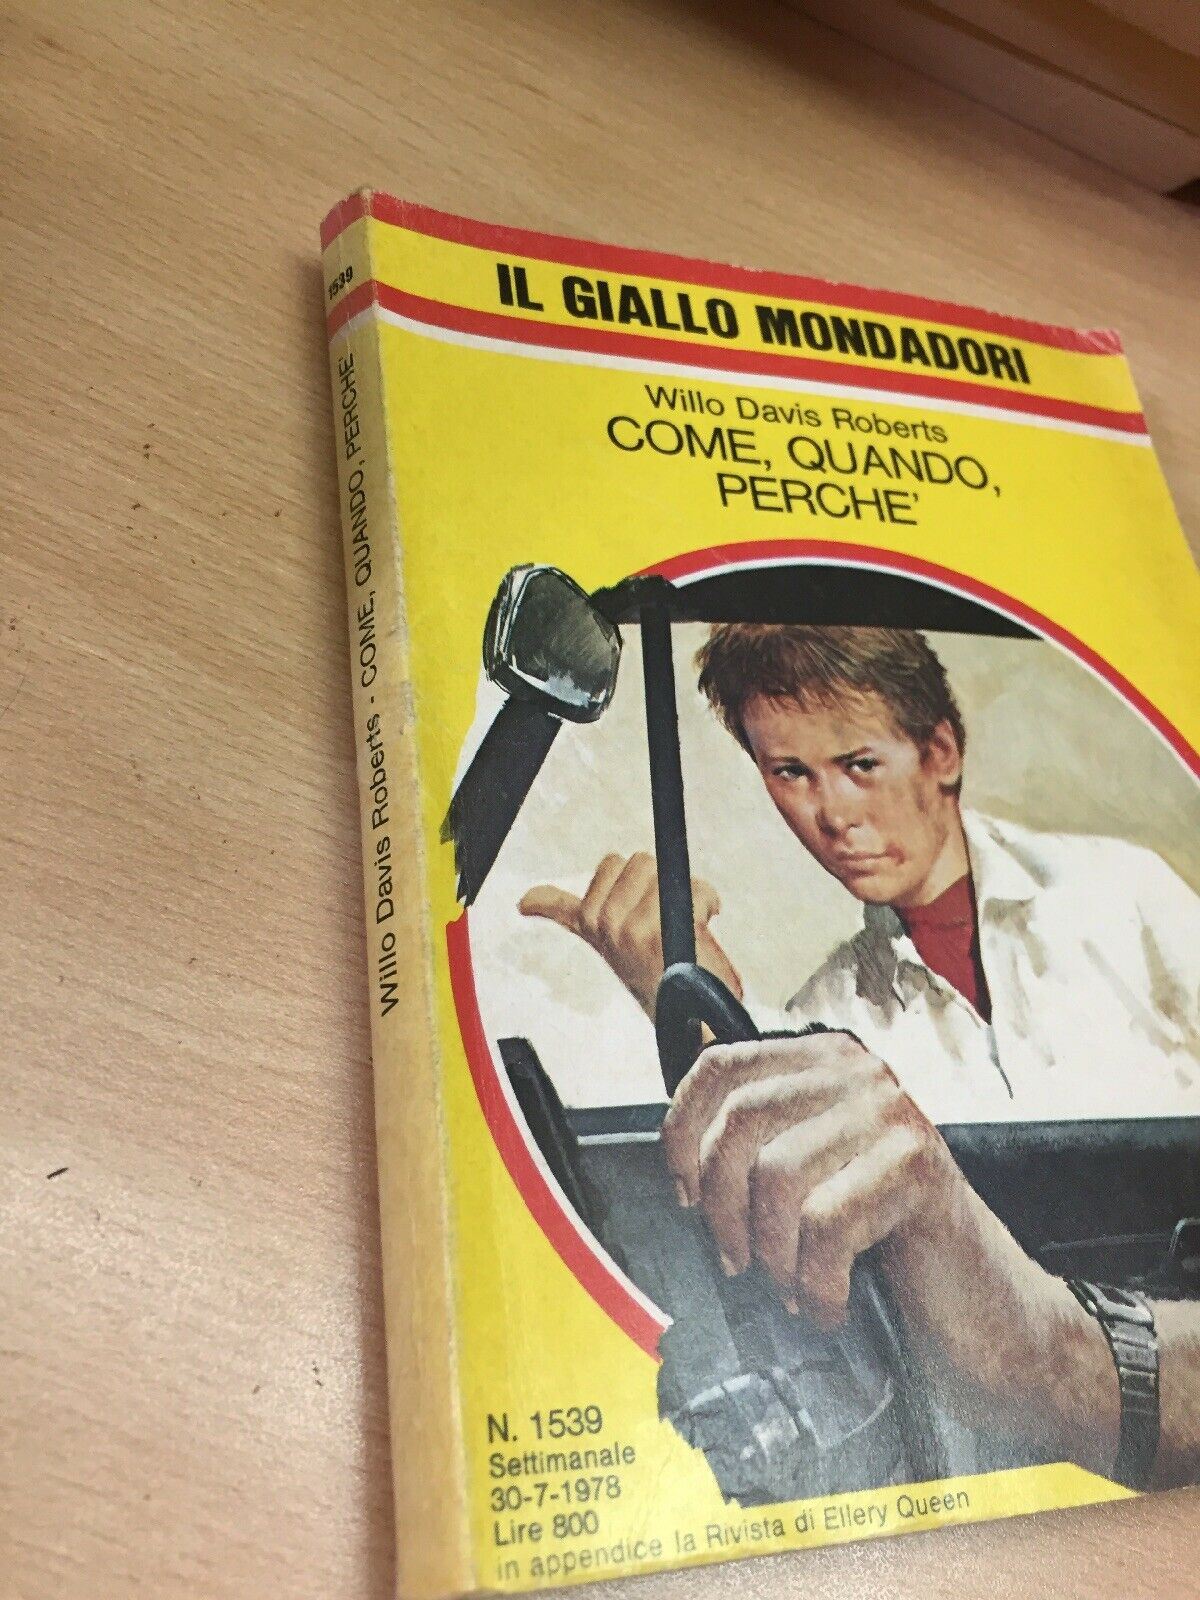 1539
Willo Davis Roberts - COME, QUANDO, PERCHE'
IL GIALLO MONDADORI
Willo Davis Roberts
COME, QUANDO,
PERCHE'
N. 1539
Settimanale
30-7-1978
Lire 800
in appendice la Rivista di Ellery Queen